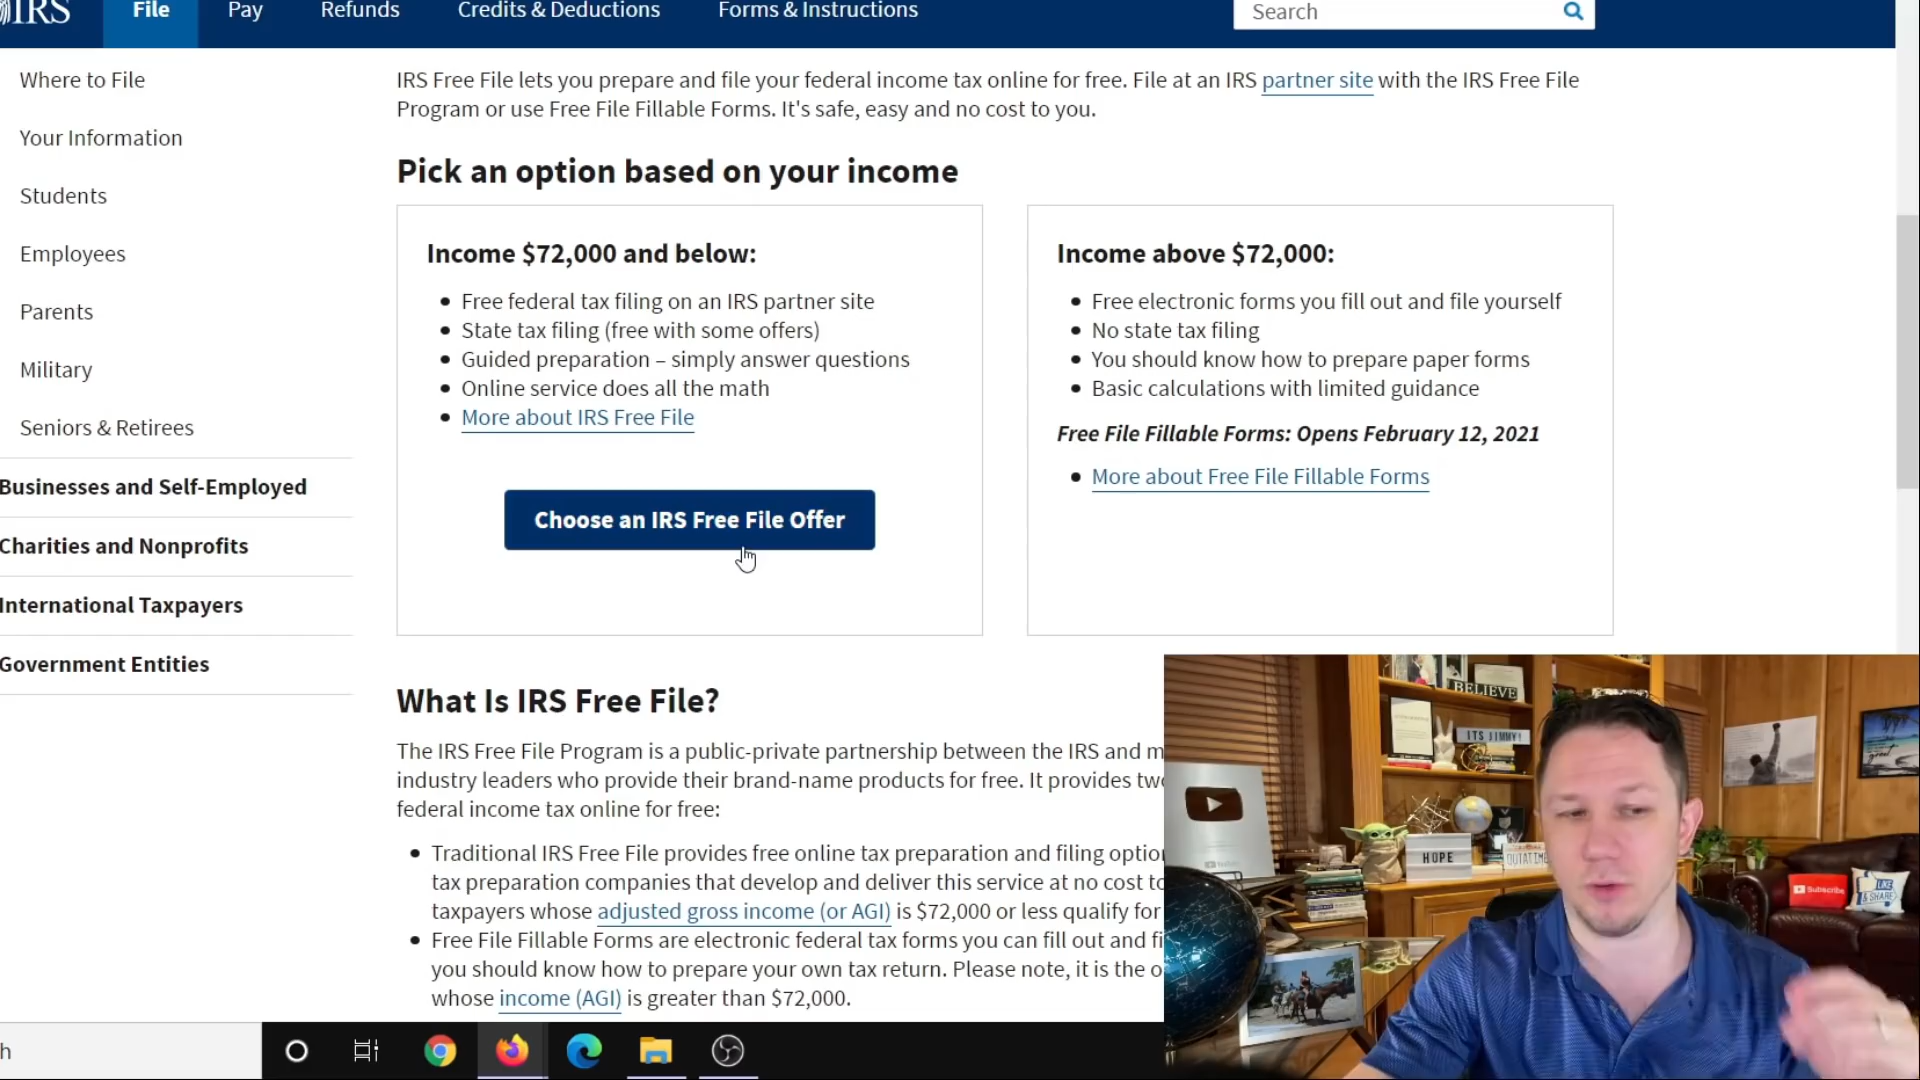 IRS
File
Pay
Refunds
Credits & Deductions
Forms & Instructions
Search
Where to File
Your Information
Students
Employees
Parents
Military
Seniors & Retirees
Businesses and Self-Employed
Charities and Nonprofits
International Taxpayers
Government Entities
IRS Free File lets you prepare and file your federal income tax online for free. File at an IRS partner site with the IRS Free File
Program or use Free File Fillable Forms. It's safe, easy and no cost to you.
Pick an option based on your income
Income $72,000 and below:
• Free federal tax filing on an IRS partner site
• State tax filing (free with some offers)
• Guided preparation – simply answer questions
• Online service does all the math
• More about IRS Free File
Choose an IRS Free File Offer
Income above $72,000:
• Free electronic forms you fill out and file yourself
• No state tax filing
• You should know how to prepare paper forms
• Basic calculations with limited guidance
Free File Fillable Forms: Opens February 12, 2021
• More about Free File Fillable Forms
What Is IRS Free File?
The IRS Free File Program is a public-private partnership between the IRS and m
industry leaders who provide their brand-name products for free. It provides tw
federal income tax online for free:
• Traditional IRS Free File provides free online tax preparation and filing optio
tax preparation companies that develop and deliver this service at no cost to
taxpayers whose adjusted gross income (or AGI) is $72,000 or less qualify for
• Free File Fillable Forms are electronic federal tax forms you can fill out and fi
you should know how to prepare your own tax return. Please note, it is the o
whose income (AGI) is greater than $72,000.
h
BELIEVE
ITS JIMMY!
HOPE
OUTATIME
YouTube
Subscribe
LIKE
& SHARE
great